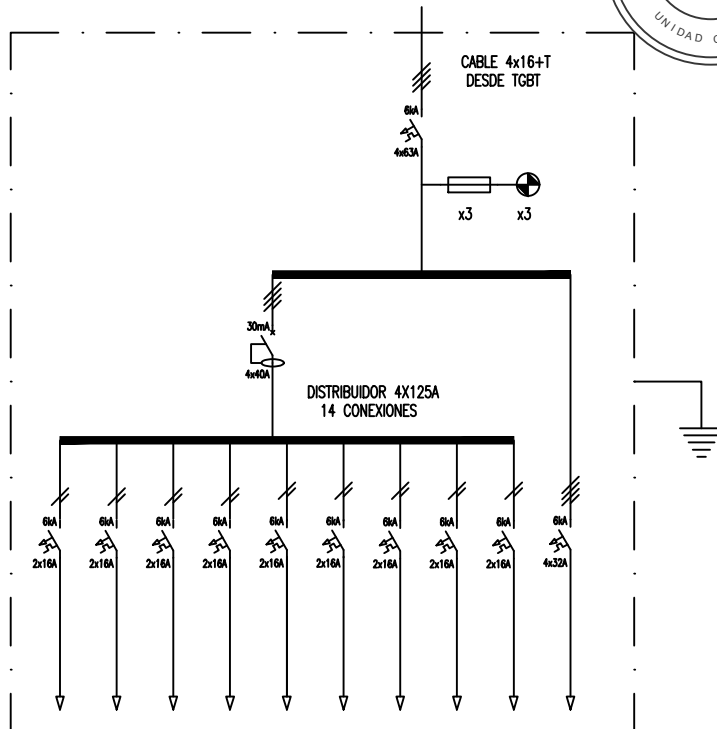 UNIDAD
CABLE 4x16+T
DESDE TGBT
6kA
4x63A
x3
x3
30mA
4x40A
DISTRIBUIDOR 4X125A
14 CONEXIONES
6kA 6kA 6kA 6kA 6kA 6kA 6kA 6kA 6kA 6kA
2x16A 2x16A 2x16A 2x16A 2x16A 2x16A 2x16A 2x16A 2x16A 4x32A